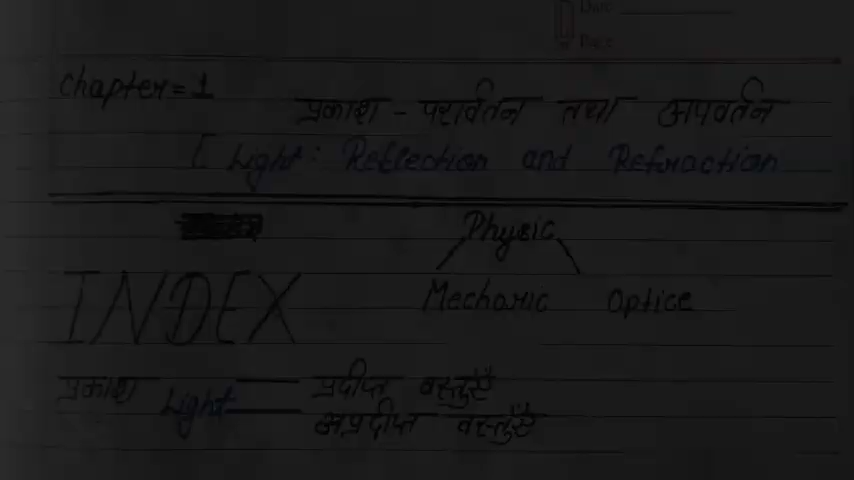 Date
Page
Chapter = 1
प्रकाश - परावर्तन तथा अपवर्तन
[ Light : Reflection and Refraction
Physic
INDEX
Mechanic Optice
प्रकाश Light प्रदीप्त वस्तुएँ
अप्रदीप्त वस्तुएँ